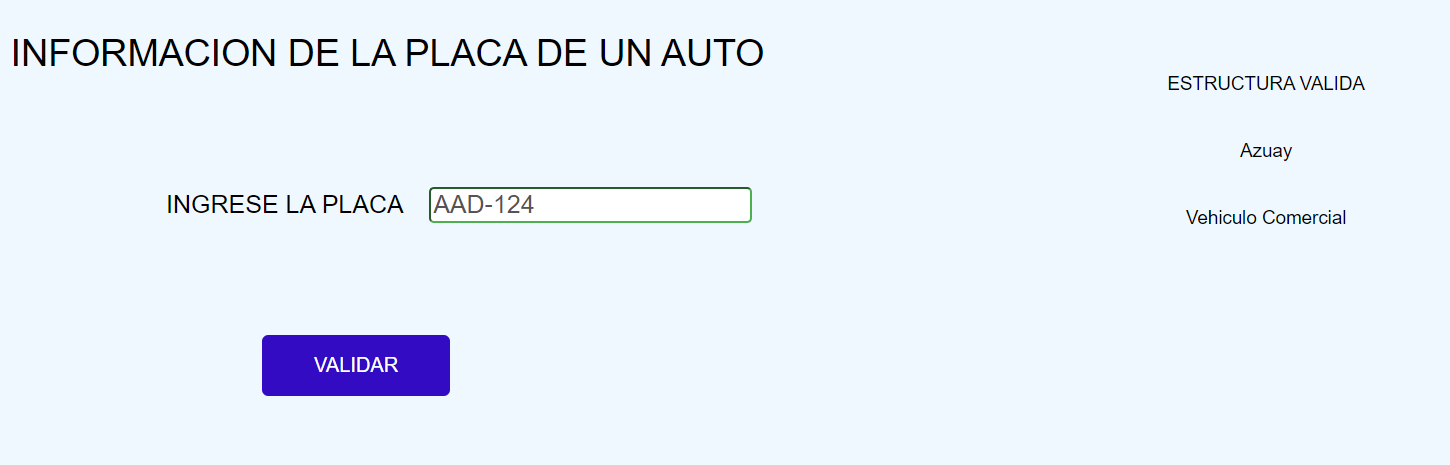 INFORMACION DE LA PLACA DE UN AUTO
INGRESE LA PLACA AAD-124
VALIDAR
ESTRUCTURA VALIDA
Azuay
Vehiculo Comercial